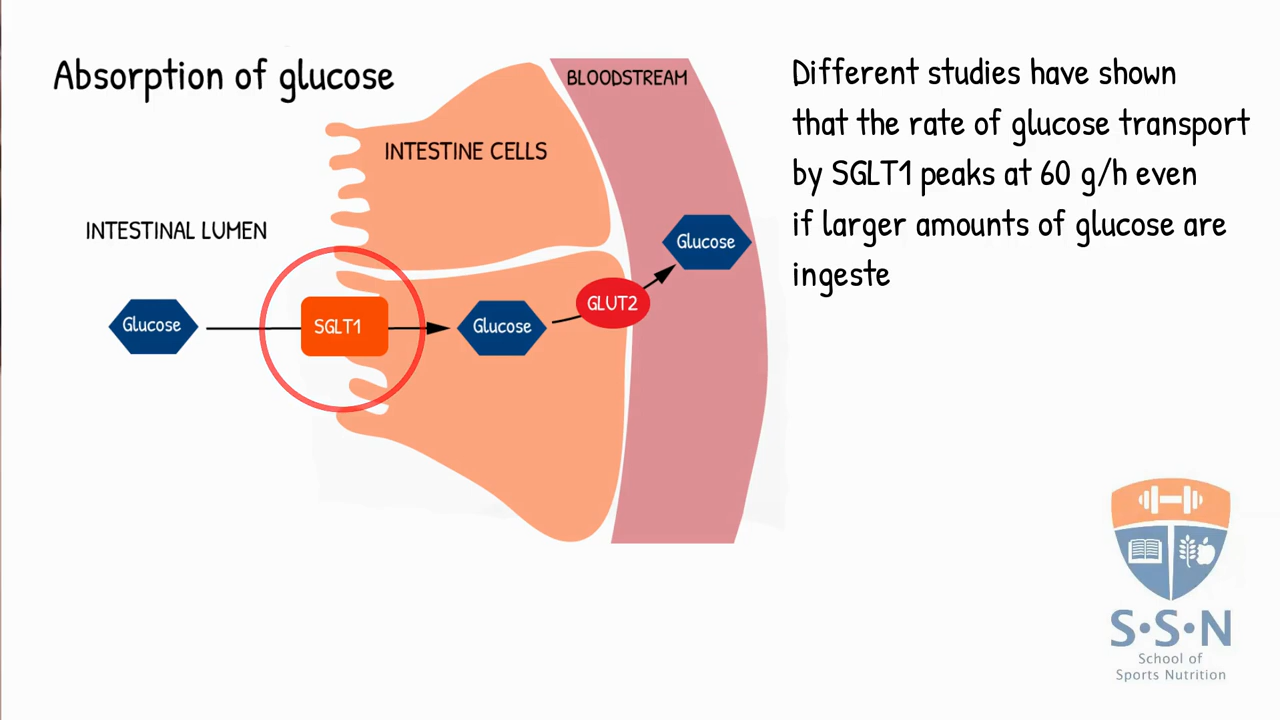 Absorption of glucose
BLOODSTREAM
INTESTINE CELLS
INTESTINAL LUMEN
Glucose
SGLT1
Glucose
GLUT2
Glucose
Different studies have shown
that the rate of glucose transport
by SGLT1 peaks at 60 g/h even
if larger amounts of glucose are
ingeste
S•S•N
School of
Sports Nutrition